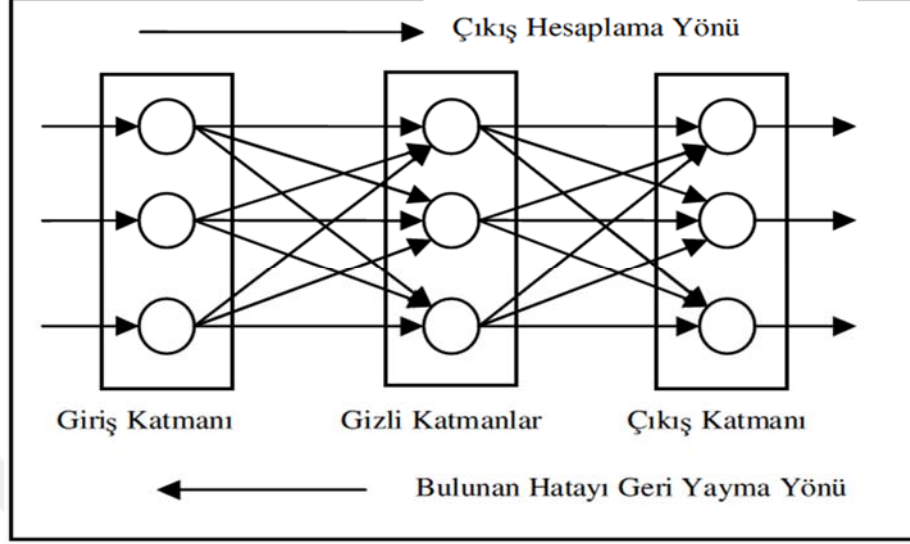 Çıkış Hesaplama Yönü
Giriş Katmanı
Gizli Katmanlar
Çıkış Katmanı
Bulunan Hatayı Geri Yayma Yönü